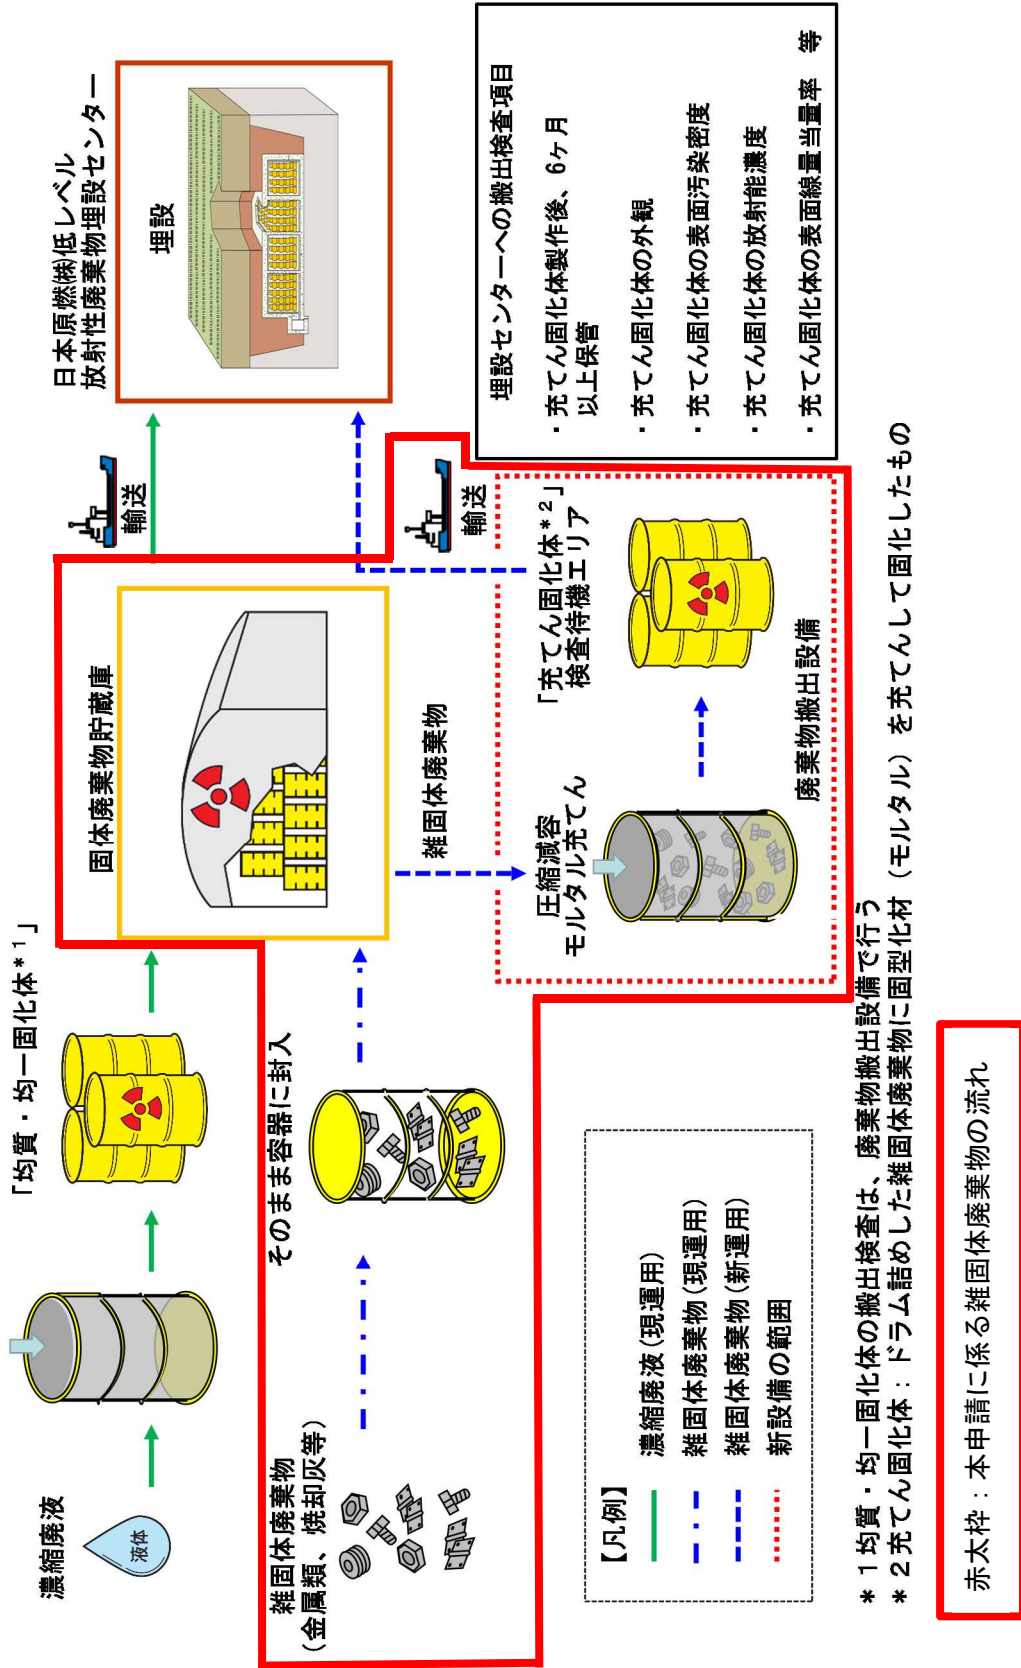 濃縮廃液
液体
「均質・均一固化体*1」
固体廃棄物貯蔵庫
輸送
日本原燃㈱低レベル
放射性廃棄物埋設センター
埋設
雑固体廃棄物
(金属類、焼却灰等)
そのまま容器に封入
雑固体廃棄物
輸送
圧縮減容
モルタル充てん
「充てん固化体*2」
検査待機エリア
廃棄物搬出設備
埋設センターへの搬出検査項目
・充てん固化体製作後、6ヶ月
以上保管
・充てん固化体の外観
・充てん固化体の表面汚染密度
・充てん固化体の放射能濃度
・充てん固化体の表面線量当量率 等
【凡例】
濃縮廃液(現運用)
雑固体廃棄物(現運用)
雑固体廃棄物(新運用)
新設備の範囲
*1均質・均一固化体の搬出検査は、廃棄物搬出設備で行う
*2充てん固化体：ドラム詰めした雑固体廃棄物に固型化材（モルタル）を充てんして固化したもの
赤太枠：本申請に係る雑固体廃棄物の流れ